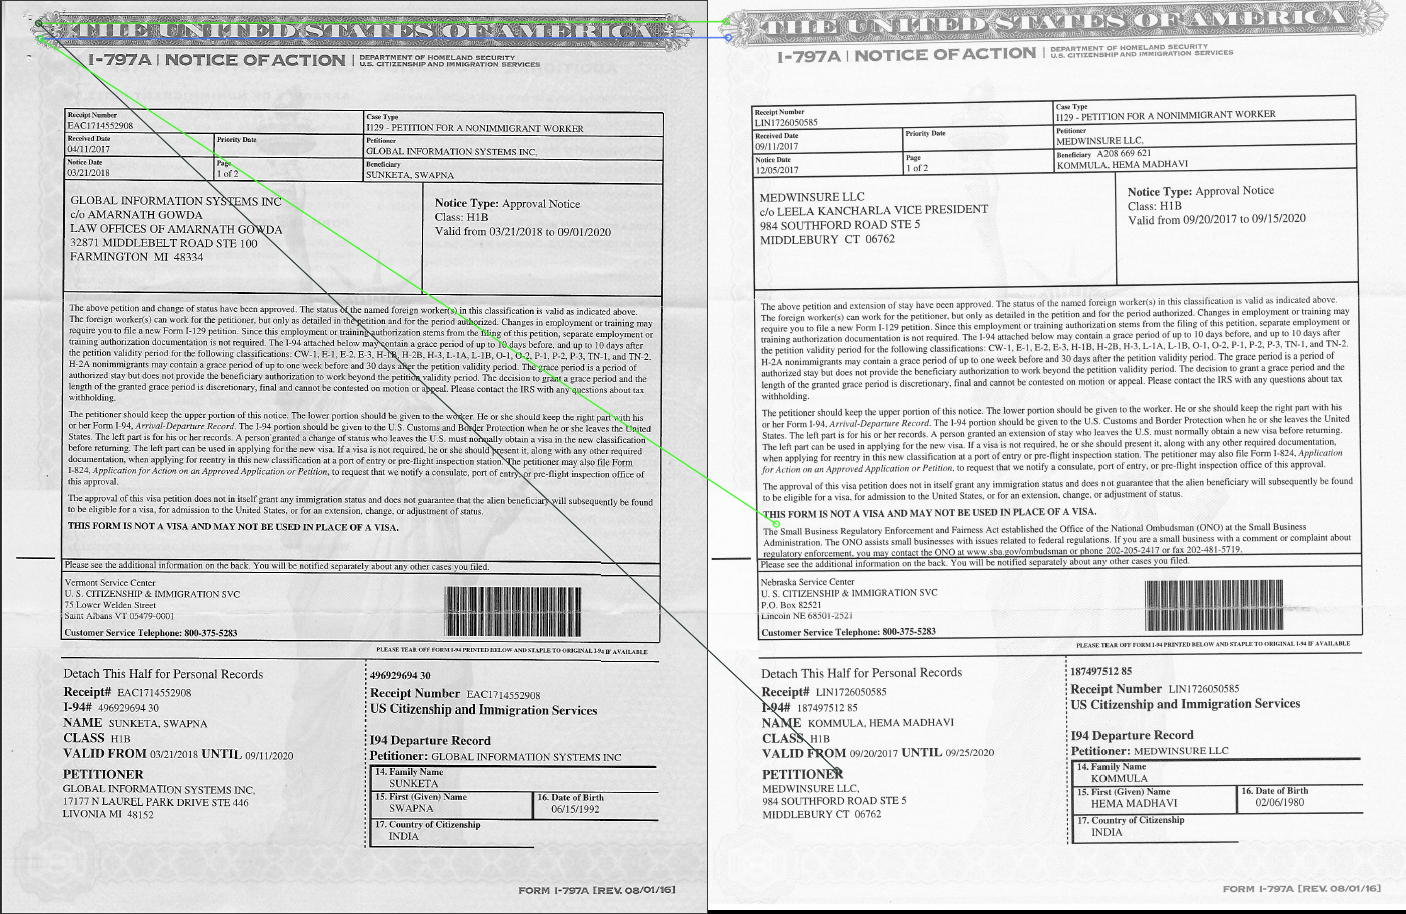 THE UNITED STATES OF AMERICA
I-797A | NOTICE OF ACTION | DEPARTMENT OF HOMELAND SECURITY
U.S. CITIZENSHIP AND IMMIGRATION SERVICES
Receipt Number
EAC1714552908
Case Type
I129 - PETITION FOR A NONIMMIGRANT WORKER
Received Date
04/11/2017
Priority Date
Petitioner
GLOBAL INFORMATION SYSTEMS INC,
Notice Date
03/21/2018
Page
1 of 2
Beneficiary
SUNKETA, SWAPNA
GLOBAL INFORMATION SYSTEMS INC
c/o AMARNATH GOWDA
LAW OFFICES OF AMARNATH GOWDA
32871 MIDDLEBELT ROAD STE 100
FARMINGTON MI 48334
Notice Type: Approval Notice
Class: H1B
Valid from 03/21/2018 to 09/01/2020
The above petition and change of status have been approved. The status of the named foreign worker(s) in this classification is valid as indicated above.
The foreign worker(s) can work for the petitioner, but only as detailed in the petition and for the period authorized. Changes in employment or training may
require you to file a new Form I-129 petition. Since this employment or training authorization stems from the filing of this petition, separate employment or
training authorization documentation is not required. The I-94 attached below may contain a grace period of up to 10 days before, and up to 10 days after
the petition validity period for the following classifications: CW-1, E-1, E-2, E-3, H-1B, H-2B, H-3, L-1A, L-1B, O-1, O-2, P-1, P-2, P-3, TN-1, and TN-2.
H-2A nonimmigrants may contain a grace period of up to one week before and 30 days after the petition validity period. The grace period is a period of
authorized stay but does not provide the beneficiary authorization to work beyond the petition validity period. The decision to grant a grace period and the
length of the granted grace period is discretionary, final and cannot be contested on motion or appeal. Please contact the IRS with any questions about tax
withholding.
The petitioner should keep the upper portion of this notice. The lower portion should be given to the worker. He or she should keep the right part with his
or her Form I-94, Arrival-Departure Record. The I-94 portion should be given to the U.S. Customs and Border Protection when he or she leaves the United
States. The left part is for his or her records. A person granted a change of status who leaves the U.S. must normally obtain a visa in the new classification
before returning. The left part can be used in applying for the new visa. If a visa is not required, he or she should present it, along with any other required
documentation, when applying for reentry in this new classification at a port of entry or pre-flight inspection station. The petitioner may also file Form
I-824, Application for Action on an Approved Application or Petition, to request that we notify a consulate, port of entry, or pre-flight inspection office of
this approval.
The approval of this visa petition does not in itself grant any immigration status and does not guarantee that the alien beneficiary will subsequently be found
to be eligible for a visa, for admission to the United States, or for an extension, change, or adjustment of status.
THIS FORM IS NOT A VISA AND MAY NOT BE USED IN PLACE OF A VISA.
Please see the additional information on the back. You will be notified separately about any other cases you filed.
Vermont Service Center
U. S. CITIZENSHIP & IMMIGRATION SVC
75 Lower Welden Street
Saint Albans VT 05479-0001
Customer Service Telephone: 800-375-5283
PLEASE TEAR OFF FORM I-94 PRINTED BELOW AND STAPLE TO ORIGINAL I-94 IF AVAILABLE
Detach This Half for Personal Records
Receipt# EAC1714552908
I-94# 496929694 30
NAME SUNKETA, SWAPNA
CLASS H1B
VALID FROM 03/21/2018 UNTIL 09/11/2020
PETITIONER
GLOBAL INFORMATION SYSTEMS INC,
17177 N LAUREL PARK DRIVE STE 446
LIVONIA MI 48152
496929694 30
Receipt Number EAC1714552908
US Citizenship and Immigration Services
I94 Departure Record
Petitioner: GLOBAL INFORMATION SYSTEMS INC
14. Family Name
SUNKETA
15. First (Given) Name
SWAPNA
16. Date of Birth
06/15/1992
17. Country of Citizenship
INDIA
FORM I-797A [REV. 08/01/16]
THE UNITED STATES OF AMERICA
I-797A | NOTICE OF ACTION | DEPARTMENT OF HOMELAND SECURITY
U.S. CITIZENSHIP AND IMMIGRATION SERVICES
Receipt Number
LIN1726050585
Case Type
I129 - PETITION FOR A NONIMMIGRANT WORKER
Received Date
09/11/2017
Priority Date
Petitioner
MEDWINSURE LLC,
Notice Date
12/05/2017
Page
1 of 2
Beneficiary A208 669 621
KOMMULA, HEMA MADHAVI
MEDWINSURE LLC
c/o LEELA KANCHARLA VICE PRESIDENT
984 SOUTHFORD ROAD STE 5
MIDDLEBURY CT 06762
Notice Type: Approval Notice
Class: H1B
Valid from 09/20/2017 to 09/15/2020
The above petition and extension of stay have been approved. The status of the named foreign worker(s) in this classification is valid as indicated above.
The foreign worker(s) can work for the petitioner, but only as detailed in the petition and for the period authorized. Changes in employment or training may
require you to file a new Form I-129 petition. Since this employment or training authorization stems from the filing of this petition, separate employment or
training authorization documentation is not required. The I-94 attached below may contain a grace period of up to 10 days before, and up to 10 days after
the petition validity period for the following classifications: CW-1, E-1, E-2, E-3, H-1B, H-2B, H-3, L-1A, L-1B, O-1, O-2, P-1, P-2, P-3, TN-1, and TN-2.
H-2A nonimmigrants may contain a grace period of up to one week before and 30 days after the petition validity period. The grace period is a period of
authorized stay but does not provide the beneficiary authorization to work beyond the petition validity period. The decision to grant a grace period and the
length of the granted grace period is discretionary, final and cannot be contested on motion or appeal. Please contact the IRS with any questions about tax
withholding.
The petitioner should keep the upper portion of this notice. The lower portion should be given to the worker. He or she should keep the right part with his
or her Form I-94, Arrival-Departure Record. The I-94 portion should be given to the U.S. Customs and Border Protection when he or she leaves the United
States. The left part is for his or her records. A person granted an extension of stay who leaves the U.S. must normally obtain a new visa before returning.
The left part can be used in applying for the new visa. If a visa is not required, he or she should present it, along with any other required documentation,
when applying for reentry in this new classification at a port of entry or pre-flight inspection station. The petitioner may also file Form I-824, Application
for Action on an Approved Application or Petition, to request that we notify a consulate, port of entry, or pre-flight inspection office of this approval.
The approval of this visa petition does not in itself grant any immigration status and does not guarantee that the alien beneficiary will subsequently be found
to be eligible for a visa, for admission to the United States, or for an extension, change, or adjustment of status.
THIS FORM IS NOT A VISA AND MAY NOT BE USED IN PLACE OF A VISA.
The Small Business Regulatory Enforcement and Fairness Act established the Office of the National Ombudsman (ONO) at the Small Business
Administration. The ONO assists small businesses with issues related to federal regulations. If you are a small business with a comment or complaint about
regulatory enforcement, you may contact the ONO at www.sba.gov/ombudsman or phone 202-205-2417 or fax 202-481-5719.
Please see the additional information on the back. You will be notified separately about any other cases you filed.
Nebraska Service Center
U. S. CITIZENSHIP & IMMIGRATION SVC
P.O. Box 82521
Lincoln NE 68501-2521
Customer Service Telephone: 800-375-5283
PLEASE TEAR OFF FORM I-94 PRINTED BELOW AND STAPLE TO ORIGINAL I-94 IF AVAILABLE
Detach This Half for Personal Records
Receipt# LIN1726050585
I-94# 187497512 85
NAME KOMMULA, HEMA MADHAVI
CLASS H1B
VALID FROM 09/20/2017 UNTIL 09/25/2020
PETITIONER
MEDWINSURE LLC,
984 SOUTHFORD ROAD STE 5
MIDDLEBURY CT 06762
187497512 85
Receipt Number LIN1726050585
US Citizenship and Immigration Services
I94 Departure Record
Petitioner: MEDWINSURE LLC
14. Family Name
KOMMULA
15. First (Given) Name
HEMA MADHAVI
16. Date of Birth
02/06/1980
17. Country of Citizenship
INDIA
FORM I-797A [REV. 08/01/16]